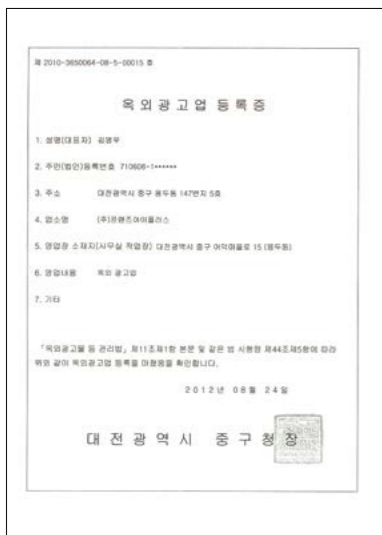 제 2010-3650064-08-5-00015 호
옥외광고업 등록증
1. 성명(대표자) 김명우
2. 주민(법인)등록번호 710606-1******
3. 주소 대전광역시 중구 용두동 147번지 5층
4. 업소명 (주)프랜즈아이플러스
5. 영업장 소재지(사무실 작업장) 대전광역시 중구 어덕마을로 15 (용두동)
6. 영업내용 옥외 광고업
7. 기타
「옥외광고물 등 관리법」 제11조제1항 본문 및 같은 법 시행령 제44조제5항에 따라
위와 같이 옥외광고업 등록을 마쳤음을 확인합니다.
2012년 08월 24일
대전광역시 중구청장